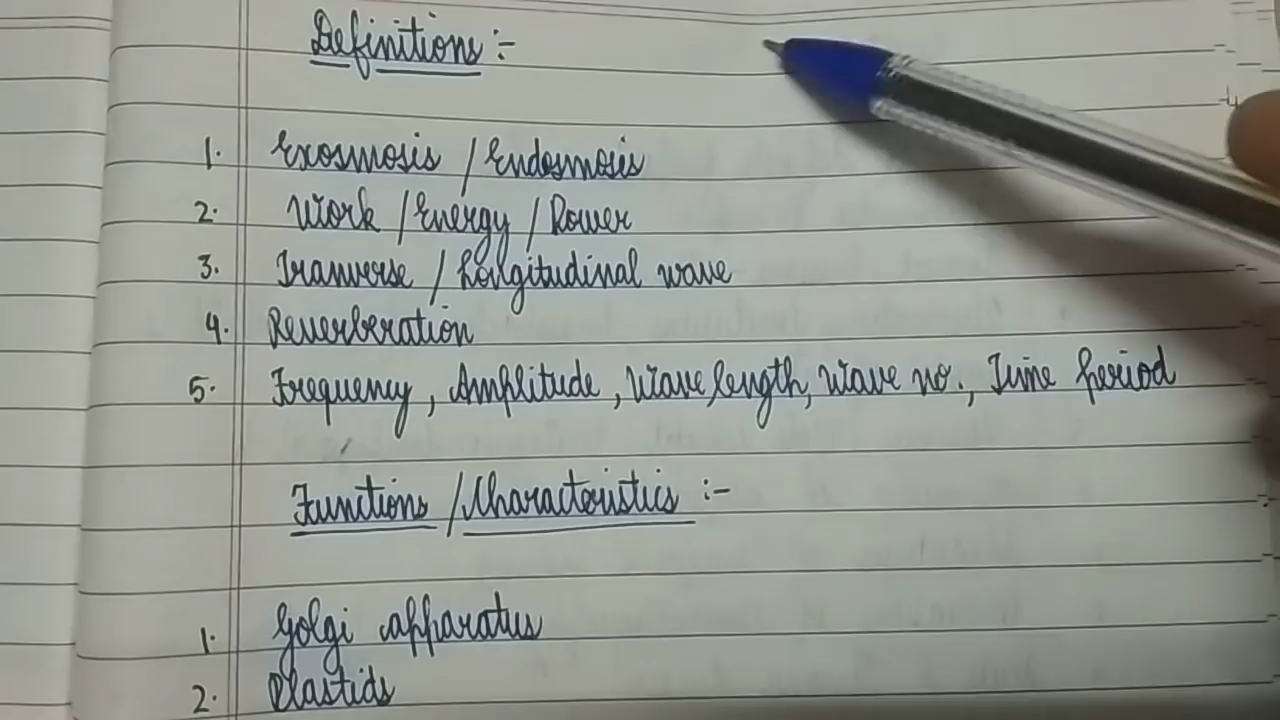 Definitions :-
1. Exosmosis / Endosmosis
2. Work / Energy / Power
3. Tranverse / Longitudinal wave
4. Reverberation
5. Frequency, Amplitude, Wave length, Wave no., Time period
Functions / Characteristics :-
1. Golgi apparatus
2. Plastids